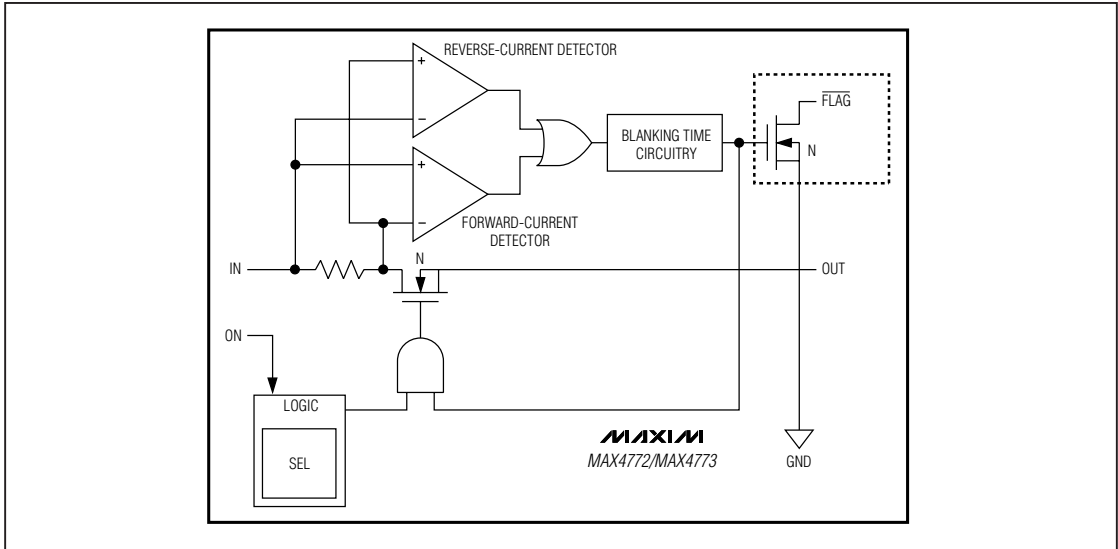 REVERSE-CURRENT DETECTOR
+
−
FLAG
BLANKING TIME
CIRCUITRY
N
+
−
FORWARD-CURRENT
DETECTOR
IN
N
OUT
ON
LOGIC
SEL
MAXIM
MAX4772/MAX4773
GND